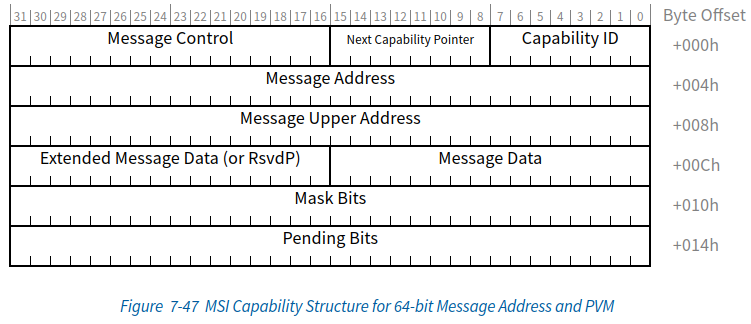 31 30 29 28 27 26 25 24 23 22 21 20 19 18 17 16 15 14 13 12 11 10 9 8 7 6 5 4 3 2 1 0 Byte Offset
Message Control Next Capability Pointer Capability ID +000h
Message Address +004h
Message Upper Address +008h
Extended Message Data (or RsvdP) Message Data +00Ch
Mask Bits +010h
Pending Bits +014h
Figure 7-47 MSI Capability Structure for 64-bit Message Address and PVM